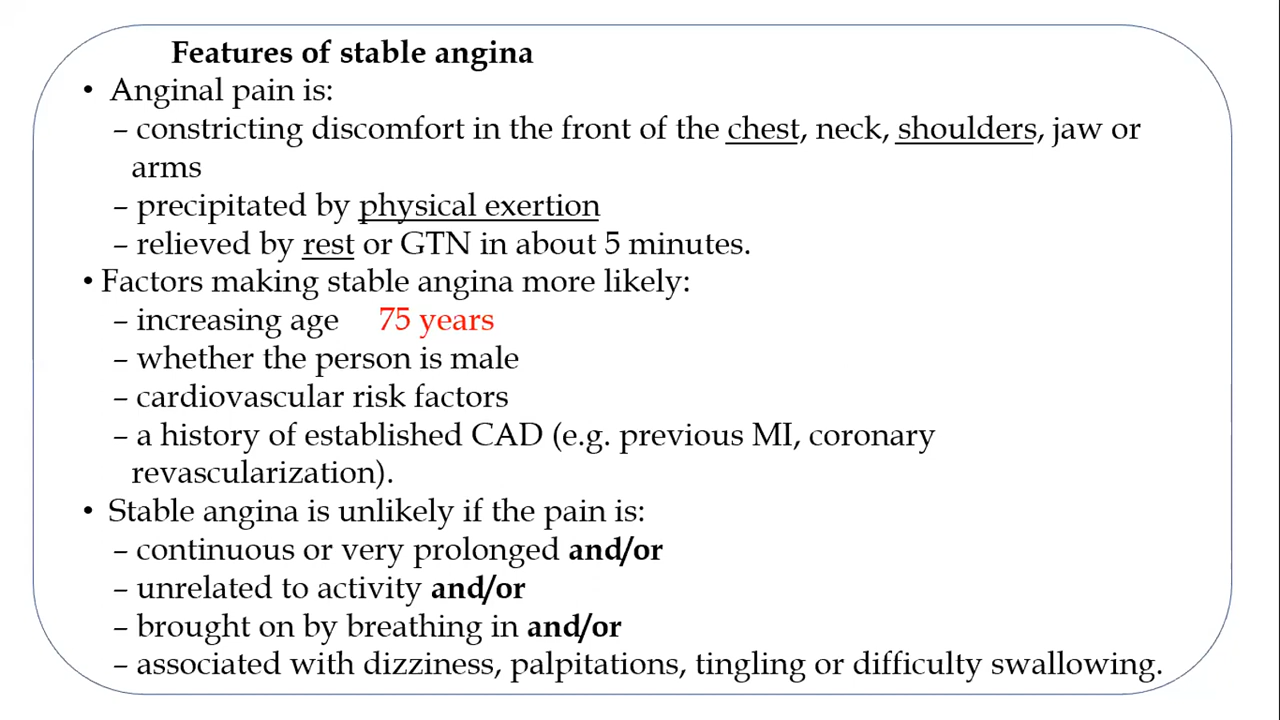 Features of stable angina
• Anginal pain is:
– constricting discomfort in the front of the chest, neck, shoulders, jaw or
arms
– precipitated by physical exertion
– relieved by rest or GTN in about 5 minutes.
• Factors making stable angina more likely:
– increasing age 75 years
– whether the person is male
– cardiovascular risk factors
– a history of established CAD (e.g. previous MI, coronary
revascularization).
• Stable angina is unlikely if the pain is:
– continuous or very prolonged and/or
– unrelated to activity and/or
– brought on by breathing in and/or
– associated with dizziness, palpitations, tingling or difficulty swallowing.